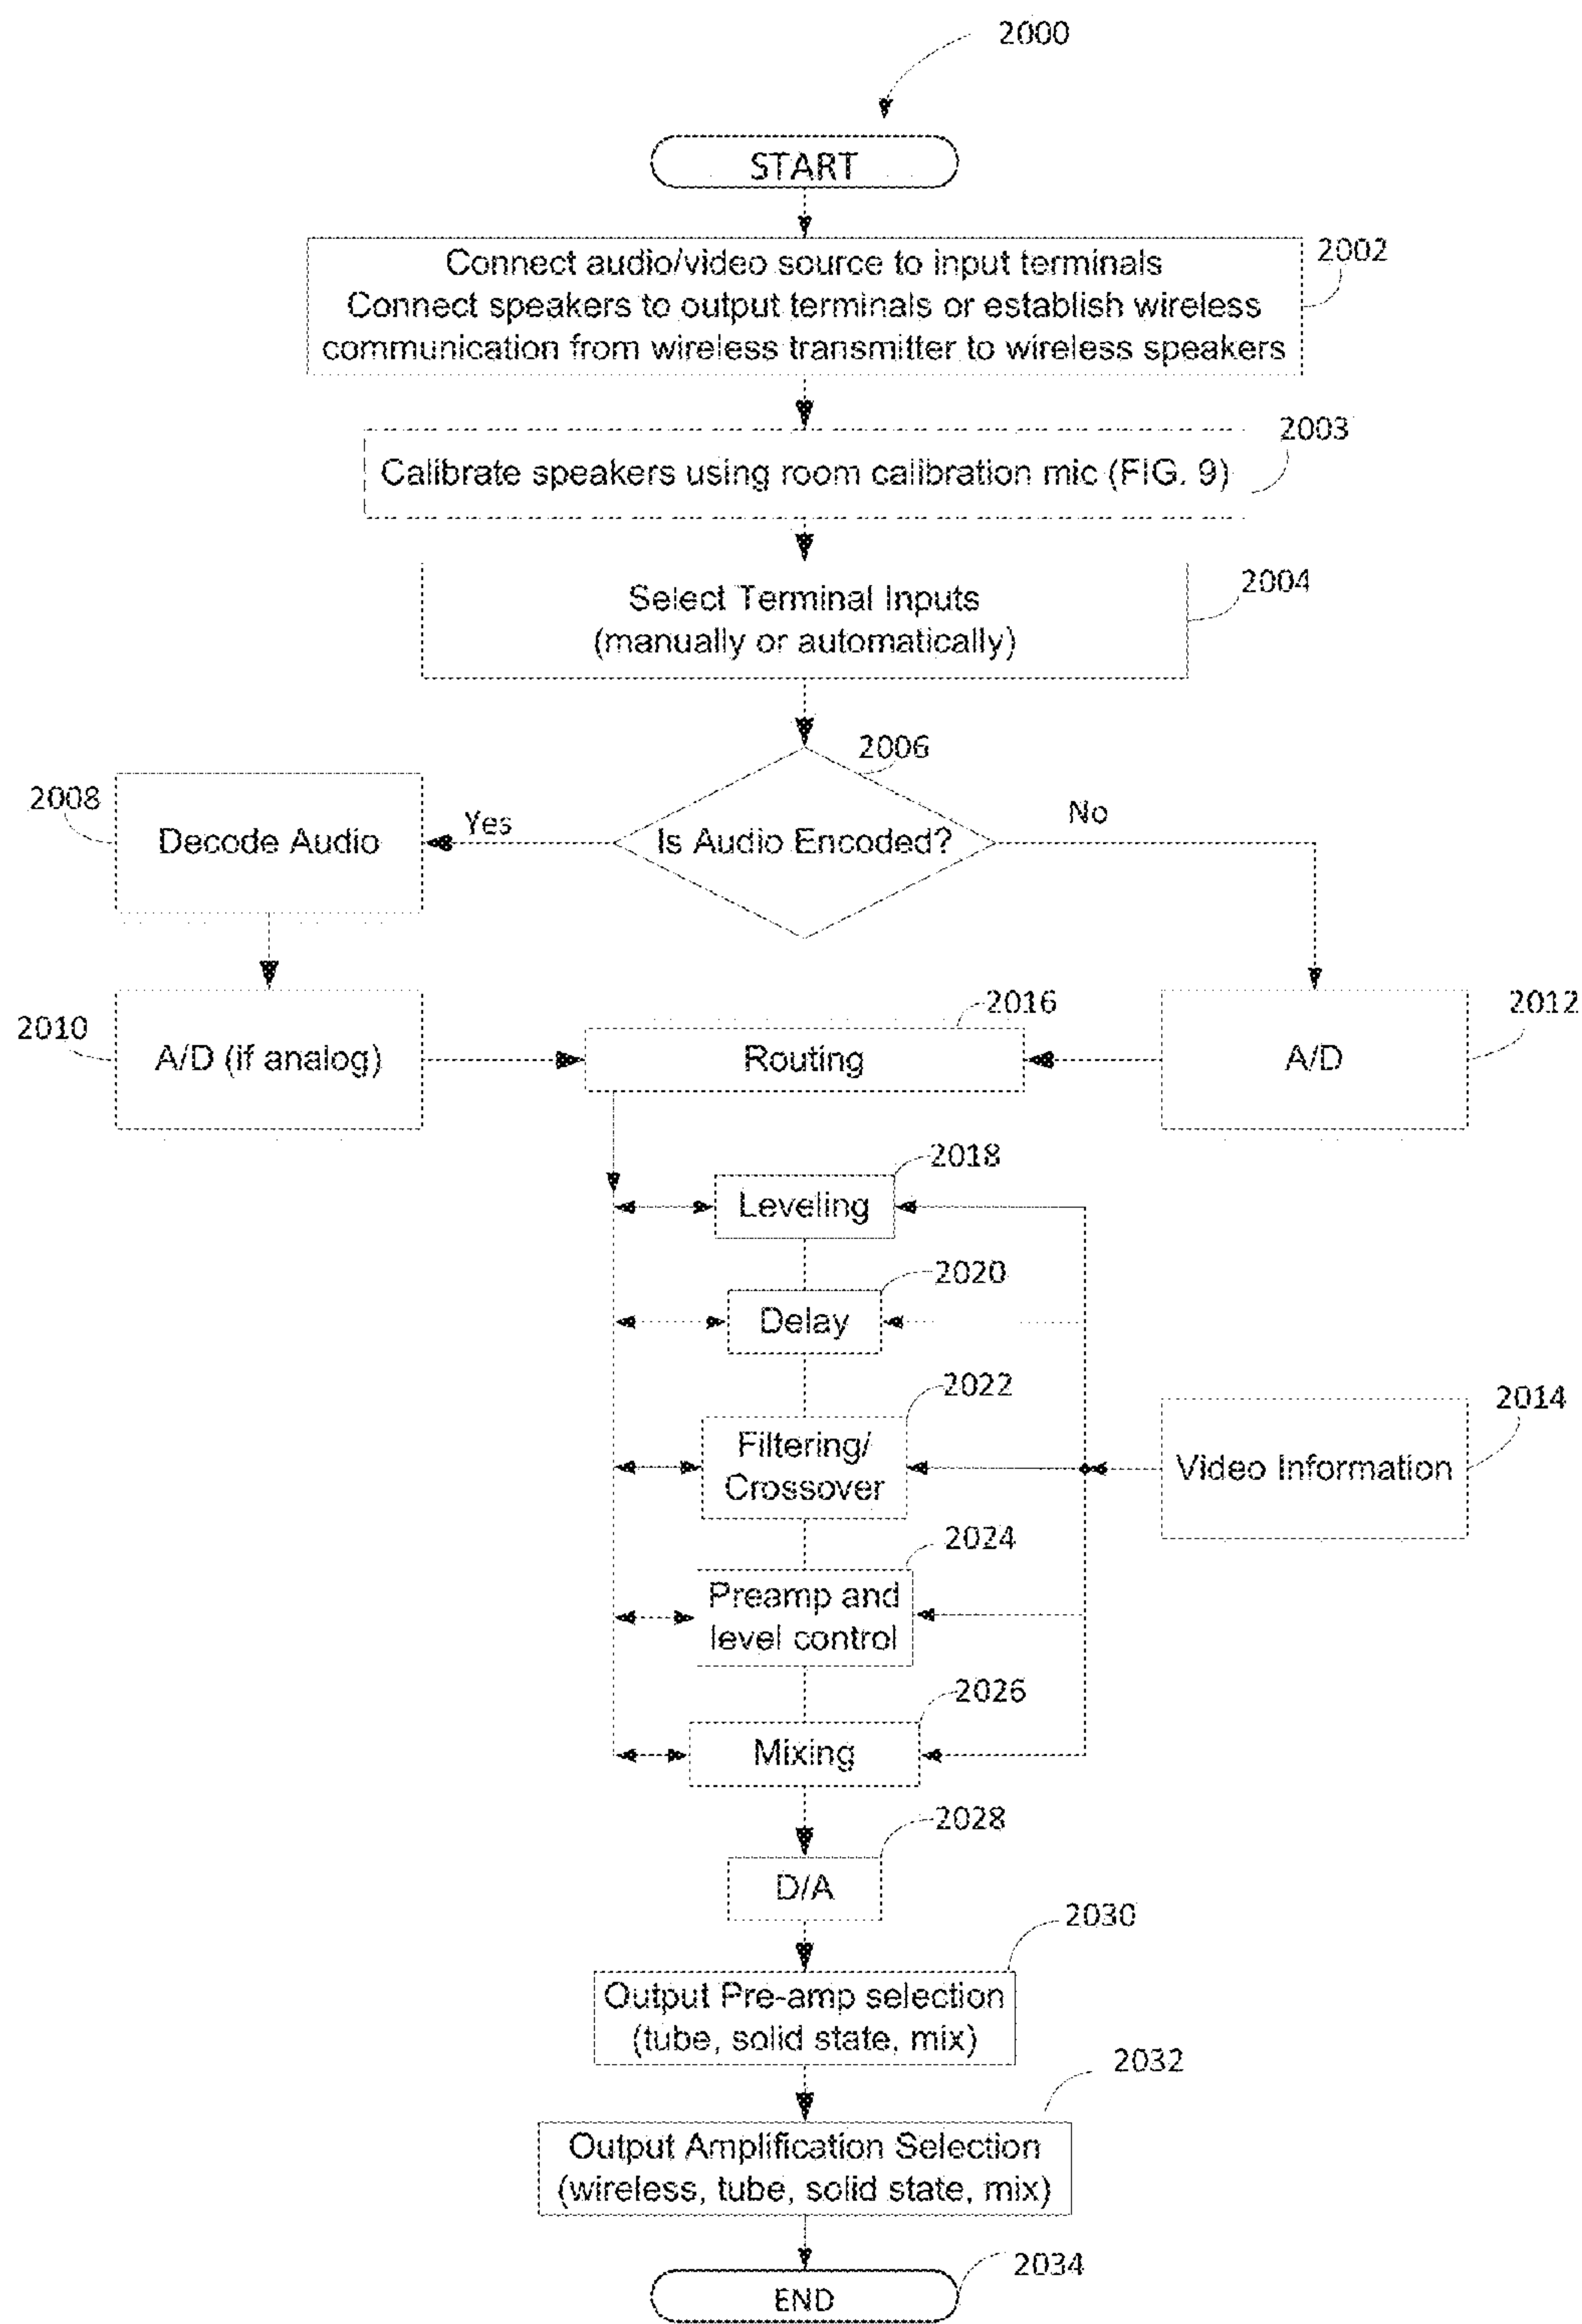 2000
START
2002
Connect audio/video source to input terminals
Connect speakers to output terminals or establish wireless
communication from wireless transmitter to wireless speakers
2003
Calibrate speakers using room calibration mic (FIG. 9)
2004
Select Terminal Inputs
(manually or automatically)
2006
Is Audio Encoded?
Yes
No
2008
Decode Audio
2010
A/D (if analog)
2016
Routing
2012
A/D
2018
Leveling
2020
Delay
2022
Filtering/
Crossover
2014
Video Information
2024
Preamp and
level control
2026
Mixing
2028
D/A
2030
Output Pre-amp selection
(tube, solid state, mix)
2032
Output Amplification Selection
(wireless, tube, solid state, mix)
2034
END